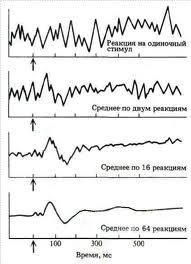 Реакция на одиночный
стимул
Среднее по двум реакциям
Среднее по 16 реакциям
Среднее по 64 реакциям
100 300 500
Время, мс